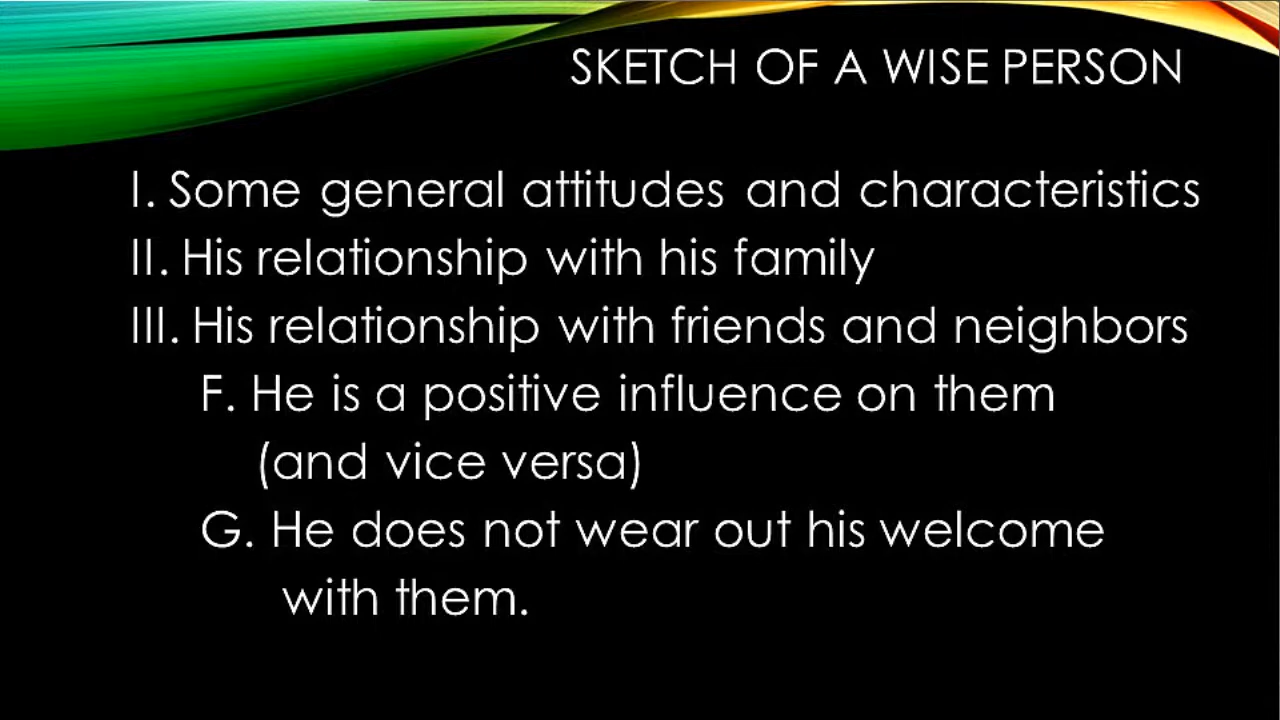 SKETCH OF A WISE PERSON
I. Some general attitudes and characteristics
II. His relationship with his family
III. His relationship with friends and neighbors
F. He is a positive influence on them
(and vice versa)
G. He does not wear out his welcome
with them.